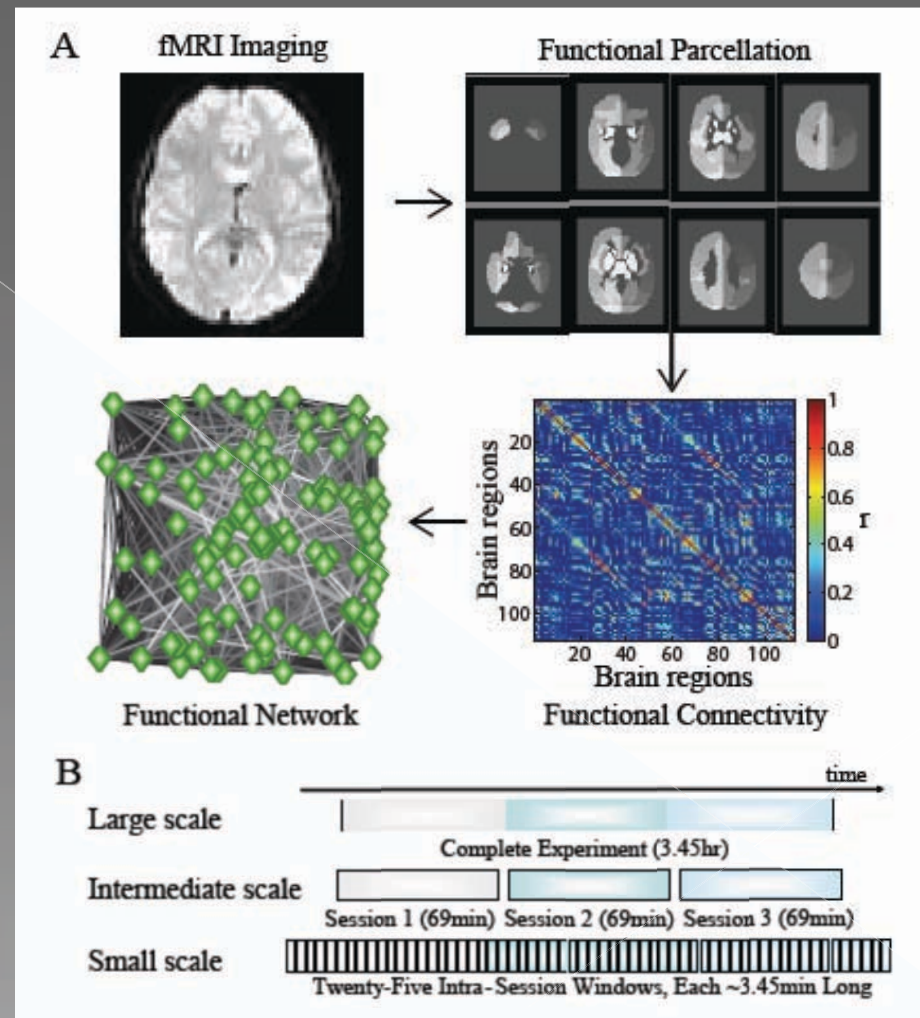 A
fMRI Imaging
Functional Parcellation
Brain regions
20
40
60
80
100
20 40 60 80 100
Brain regions
1
0.8
0.6
0.4
0.2
0
r
Functional Network
Functional Connectivity
B
time
Large scale
Complete Experiment (3.45hr)
Intermediate scale
Session 1 (69min) Session 2 (69min) Session 3 (69min)
Small scale
Twenty-Five Intra-Session Windows, Each ~3.45min Long